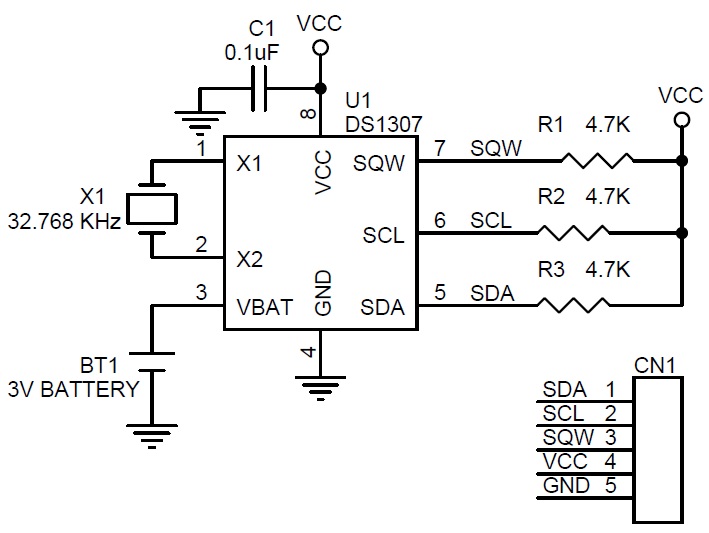 C1
0.1uF
VCC
8
U1
DS1307
VCC
1
X1
VCC
SQW
7
SQW
R1 4.7K
X1
32.768 KHz
2
X2
SCL
6
SCL
R2 4.7K
3
VBAT
GND
SDA
5
SDA
R3 4.7K
4
BT1
3V BATTERY
CN1
SDA 1
SCL 2
SQW 3
VCC 4
GND 5